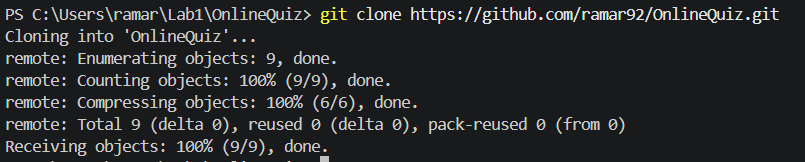 PS C:\Users\ramar\Lab1\OnlineQuiz> git clone https://github.com/ramar92/OnlineQuiz.git
Cloning into 'OnlineQuiz'...
remote: Enumerating objects: 9, done.
remote: Counting objects: 100% (9/9), done.
remote: Compressing objects: 100% (6/6), done.
remote: Total 9 (delta 0), reused 0 (delta 0), pack-reused 0 (from 0)
Receiving objects: 100% (9/9), done.